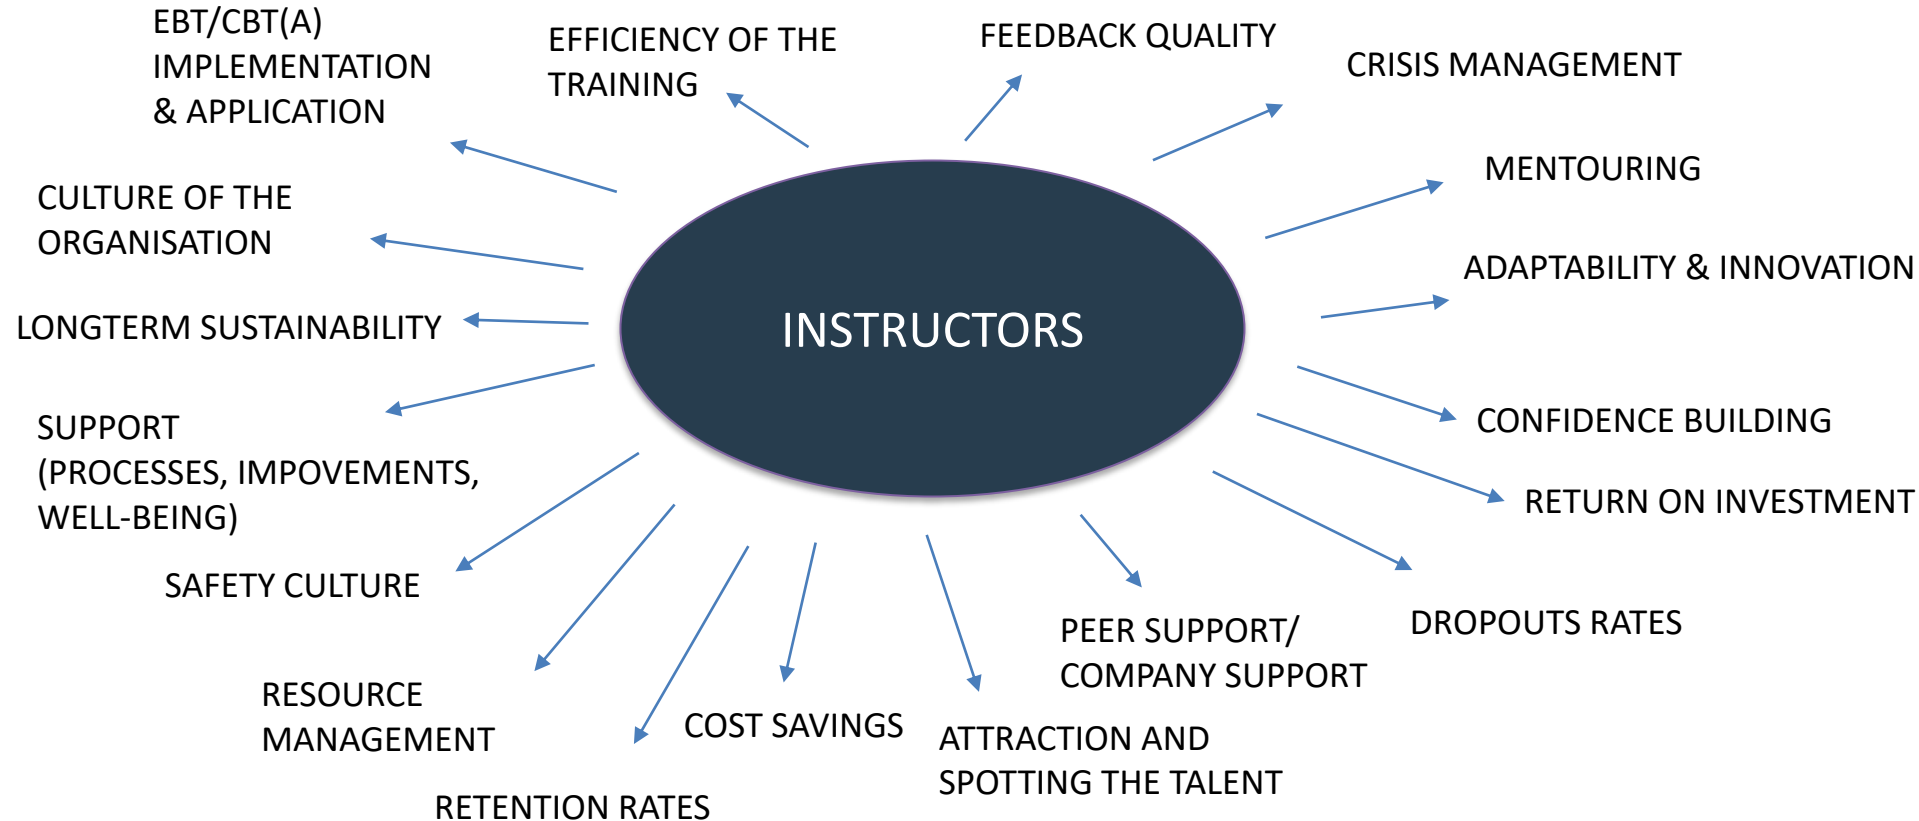 EBT/CBT(A)
IMPLEMENTATION
& APPLICATION
EFFICIENCY OF THE
TRAINING
FEEDBACK QUALITY
CRISIS MANAGEMENT
MENTOURING
CULTURE OF THE
ORGANISATION
ADAPTABILITY & INNOVATION
LONGTERM SUSTAINABILITY
INSTRUCTORS
SUPPORT
(PROCESSES, IMPOVEMENTS,
WELL-BEING)
CONFIDENCE BUILDING
RETURN ON INVESTMENT
SAFETY CULTURE
DROPOUTS RATES
PEER SUPPORT/
COMPANY SUPPORT
RESOURCE
MANAGEMENT
COST SAVINGS
ATTRACTION AND
SPOTTING THE TALENT
RETENTION RATES